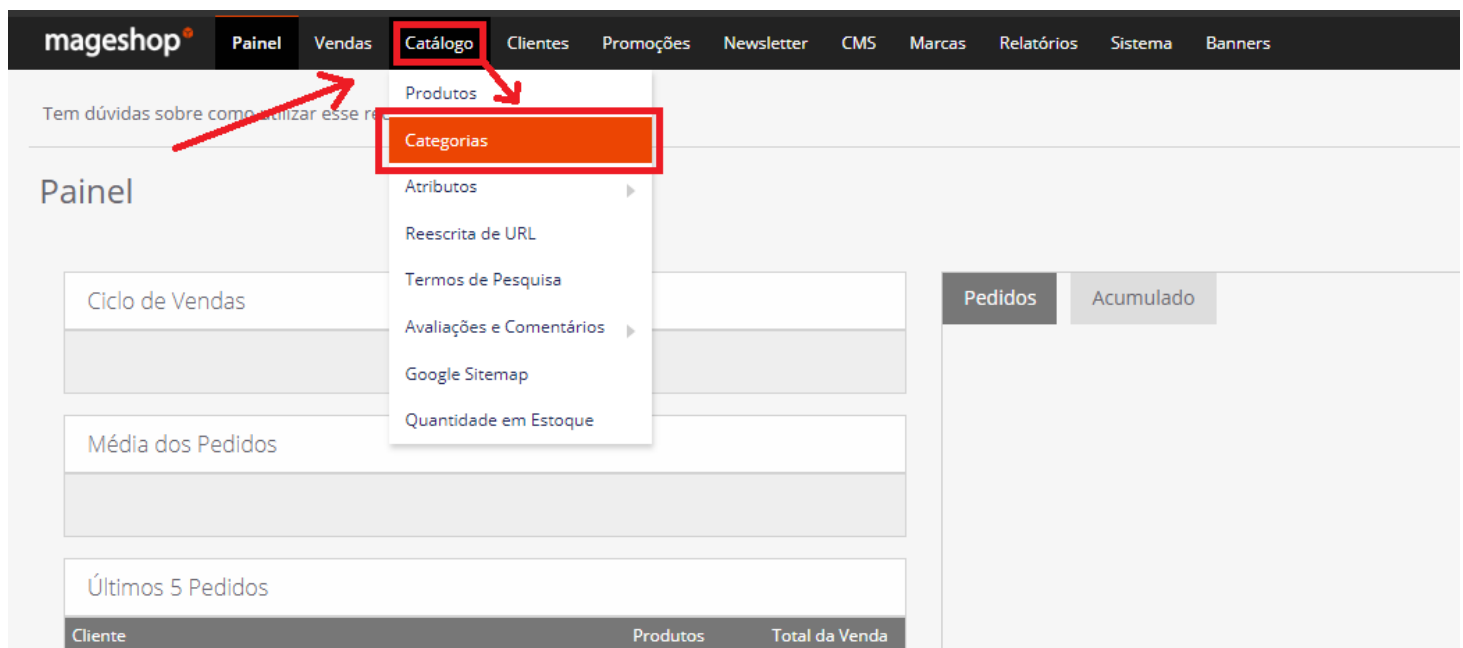 mageshop Painel Vendas Catálogo Clientes Promoções Newsletter CMS Marcas Relatórios Sistema Banners
Produtos
Tem dúvidas sobre como utilizar esse
Categorias
Painel
Atributos
Reescrita de URL
Termos de Pesquisa
Avaliações e Comentários
Google Sitemap
Quantidade em Estoque
Ciclo de Vendas
Média dos Pedidos
Últimos 5 Pedidos
Cliente Produtos Total da Venda
Pedidos Acumulado